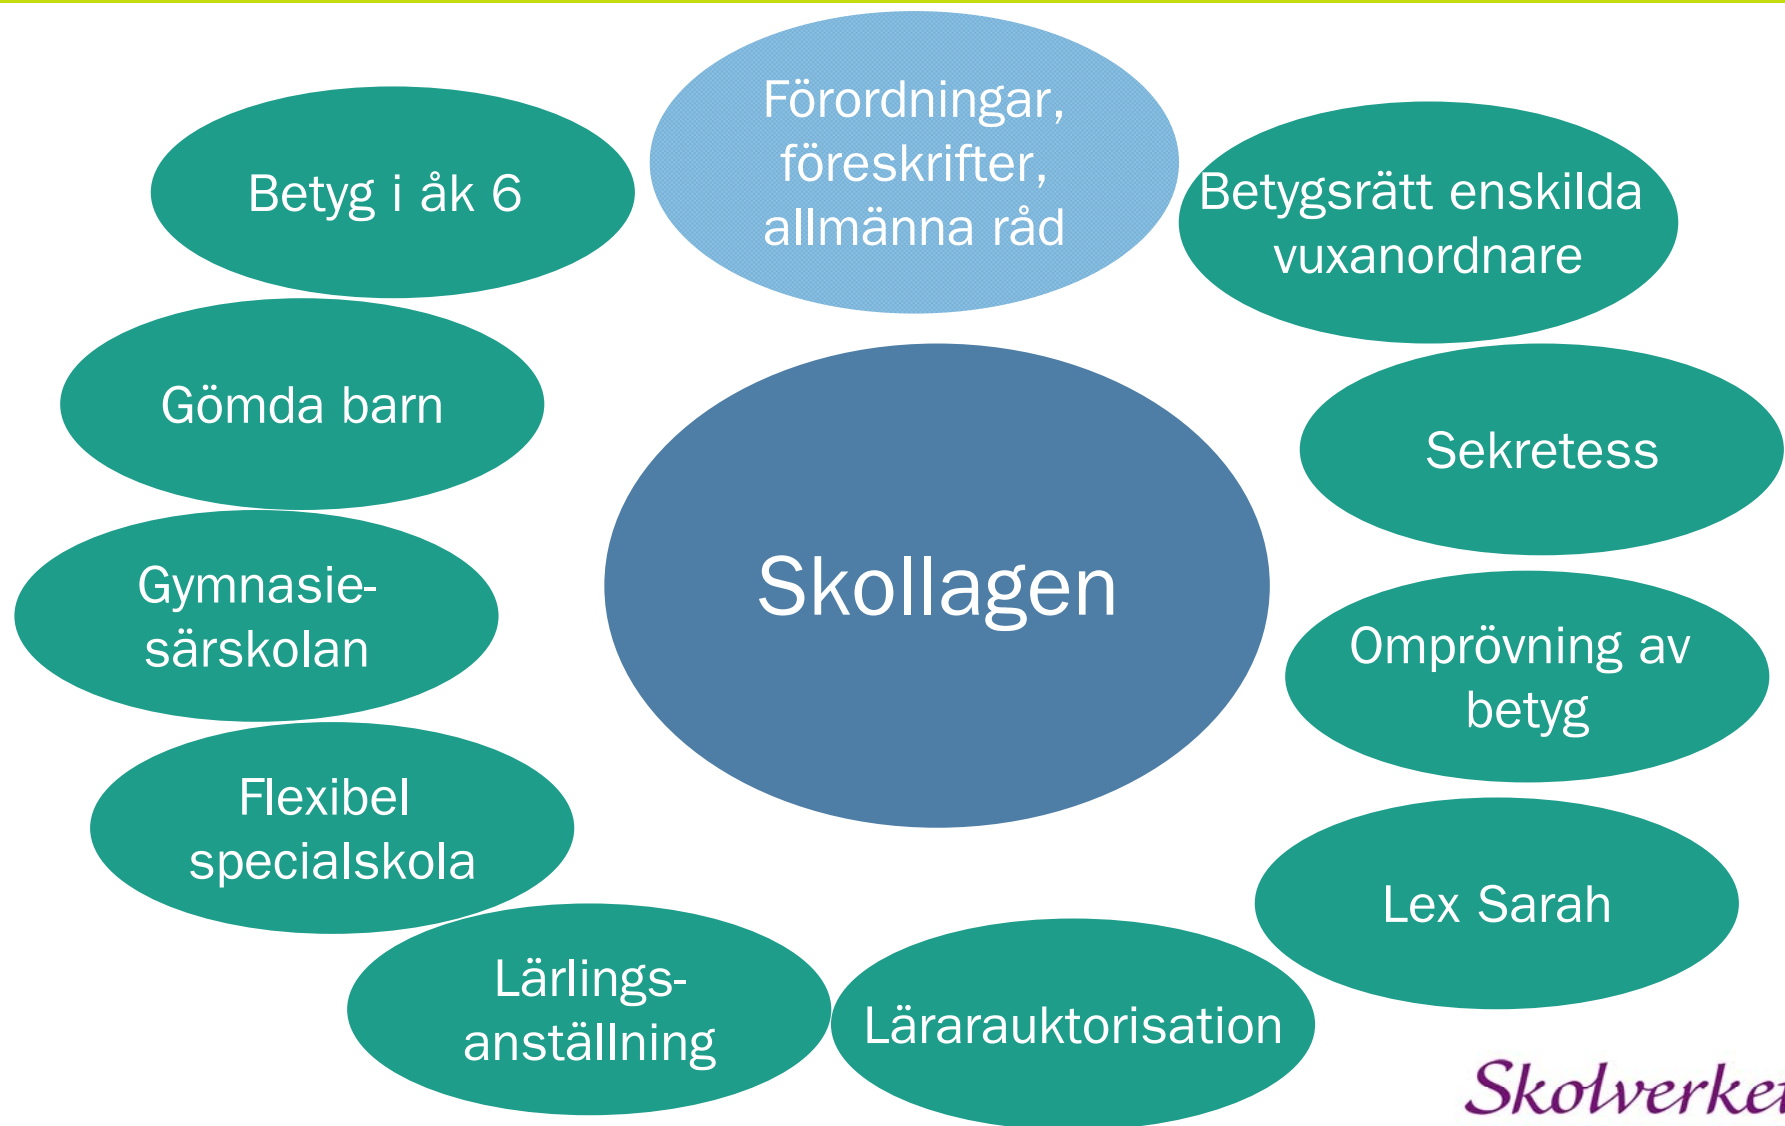 Förordningar,
föreskrifter,
allmänna råd
Betyg i åk 6
Betygsrätt enskilda
vuxanordnare
Gömda barn
Sekretess
Skollagen
Gymnasie-
särskolan
Omprövning av
betyg
Flexibel
specialskola
Lex Sarah
Lärlings-
anställning
Lärarauktorisation
Skolverket